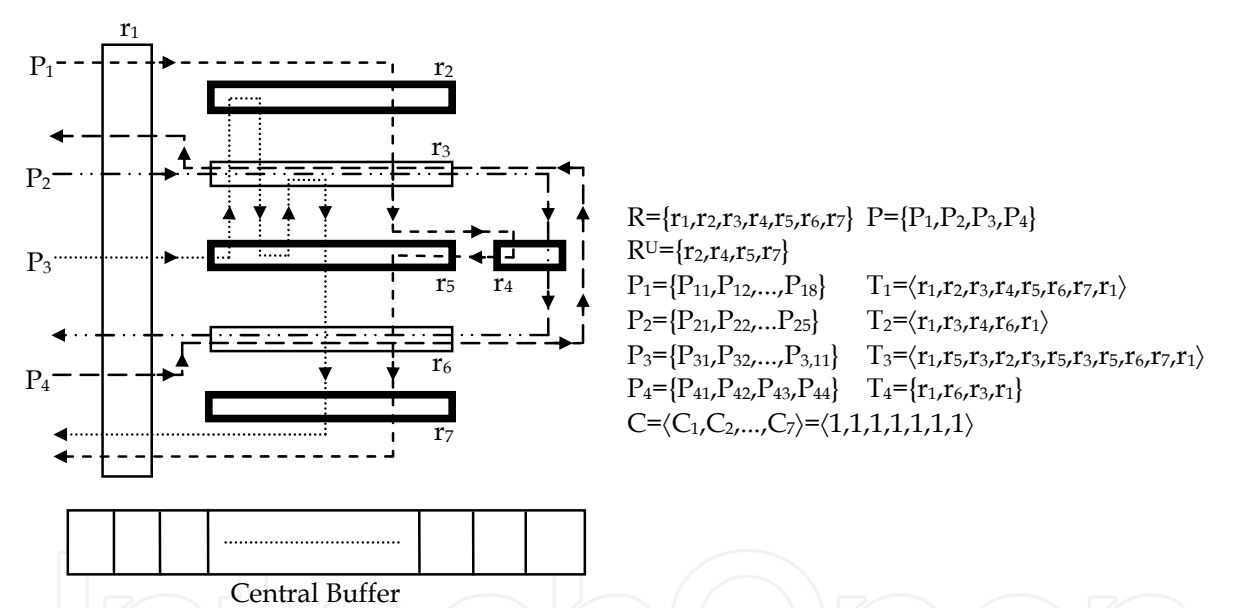 r₁
P₁
r₂
r₃
P₂
P₃
r₅
r₄
r₆
P₄
r₇
Central Buffer
R={r₁,r₂,r₃,r₄,r₅,r₆,r₇} P={P₁,P₂,P₃,P₄}
Rᵁ={r₂,r₄,r₅,r₇}
P₁={P₁₁,P₁₂,...,P₁₈} T₁=⟨r₁,r₂,r₃,r₄,r₅,r₆,r₇,r₁⟩
P₂={P₂₁,P₂₂,...P₂₅} T₂=⟨r₁,r₃,r₄,r₆,r₁⟩
P₃={P₃₁,P₃₂,...,P₃,₁₁} T₃=⟨r₁,r₅,r₃,r₂,r₃,r₅,r₃,r₅,r₆,r₇,r₁⟩
P₄={P₄₁,P₄₂,P₄₃,P₄₄} T₄={r₁,r₆,r₃,r₁}
C=⟨C₁,C₂,...,C₇⟩=⟨1,1,1,1,1,1,1⟩